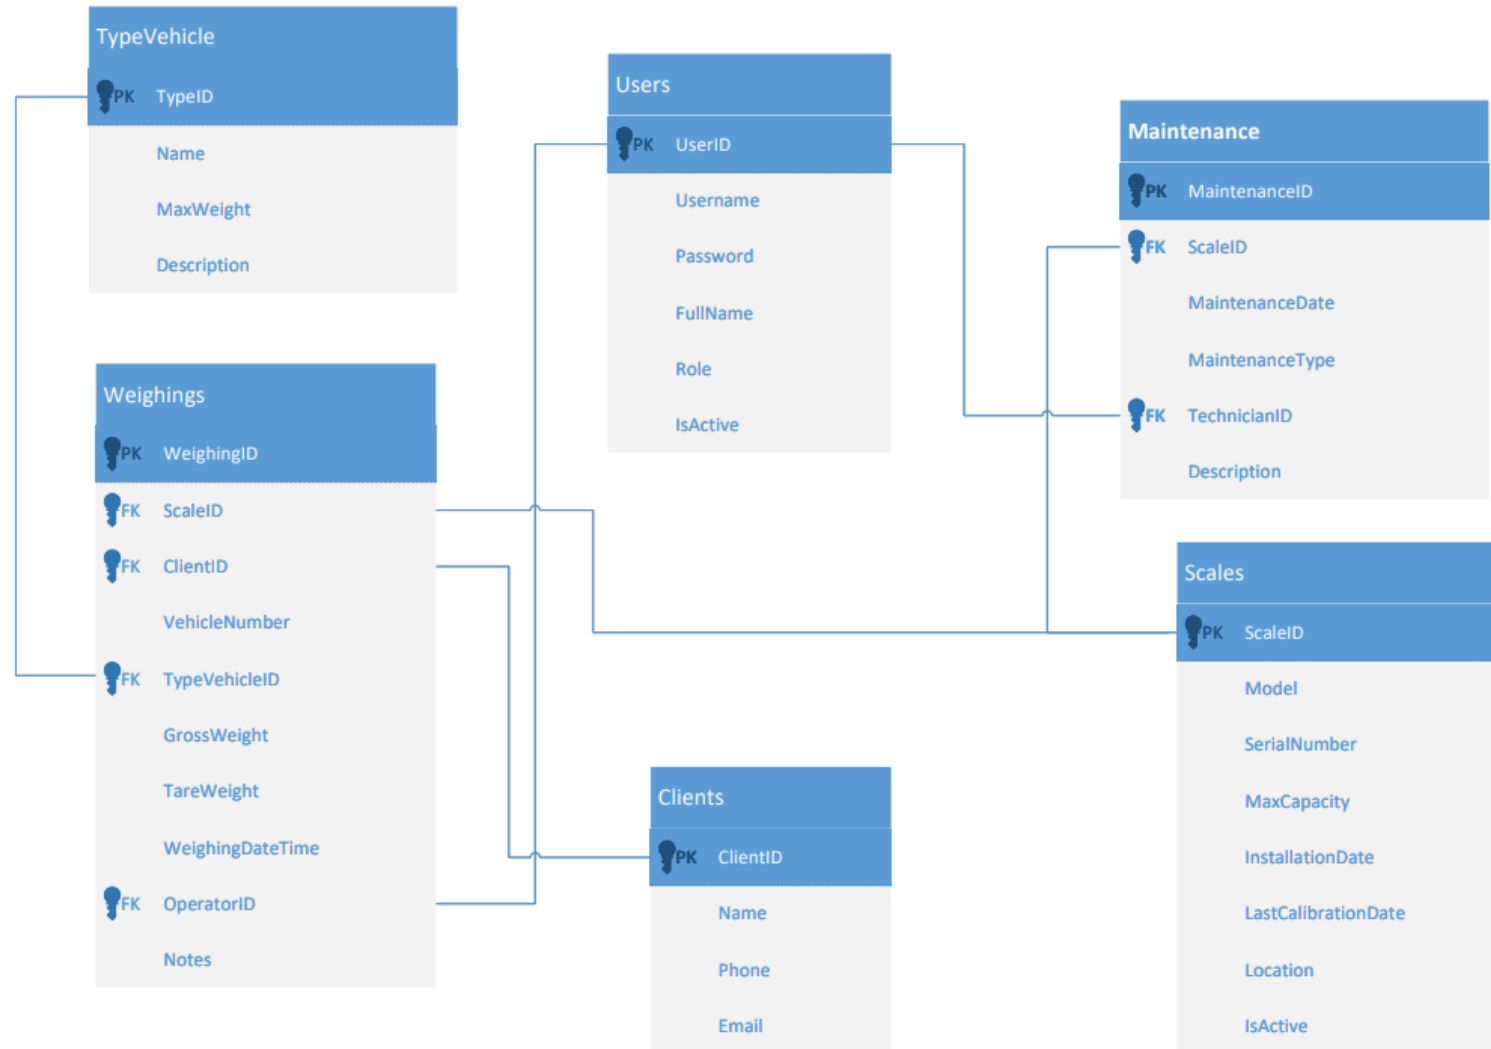 TypeVehicle
PK TypeID
Name
MaxWeight
Description
Users
PK UserID
Username
Password
FullName
Role
IsActive
Maintenance
PK MaintenanceID
FK ScaleID
MaintenanceDate
MaintenanceType
FK TechnicianID
Description
Weighings
PK WeighingID
FK ScaleID
FK ClientID
VehicleNumber
FK TypeVehicleID
GrossWeight
TareWeight
WeighingDateTime
FK OperatorID
Notes
Clients
PK ClientID
Name
Phone
Email
Scales
PK ScaleID
Model
SerialNumber
MaxCapacity
InstallationDate
LastCalibrationDate
Location
IsActive